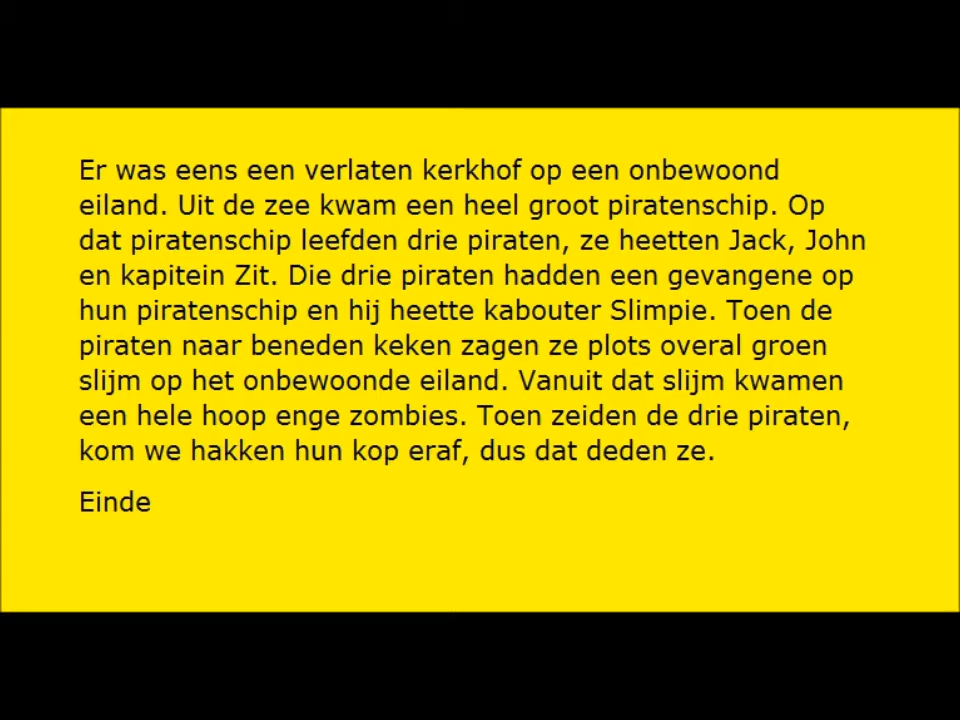 Er was eens een verlaten kerkhof op een onbewoond
eiland. Uit de zee kwam een heel groot piratenschip. Op
dat piratenschip leefden drie piraten, ze heetten Jack, John
en kapitein Zit. Die drie piraten hadden een gevangene op
hun piratenschip en hij heette kabouter Slimpie. Toen de
piraten naar beneden keken zagen ze plots overal groen
slijm op het onbewoonde eiland. Vanuit dat slijm kwamen
een hele hoop enge zombies. Toen zeiden de drie piraten,
kom we hakken hun kop eraf, dus dat deden ze.
Einde